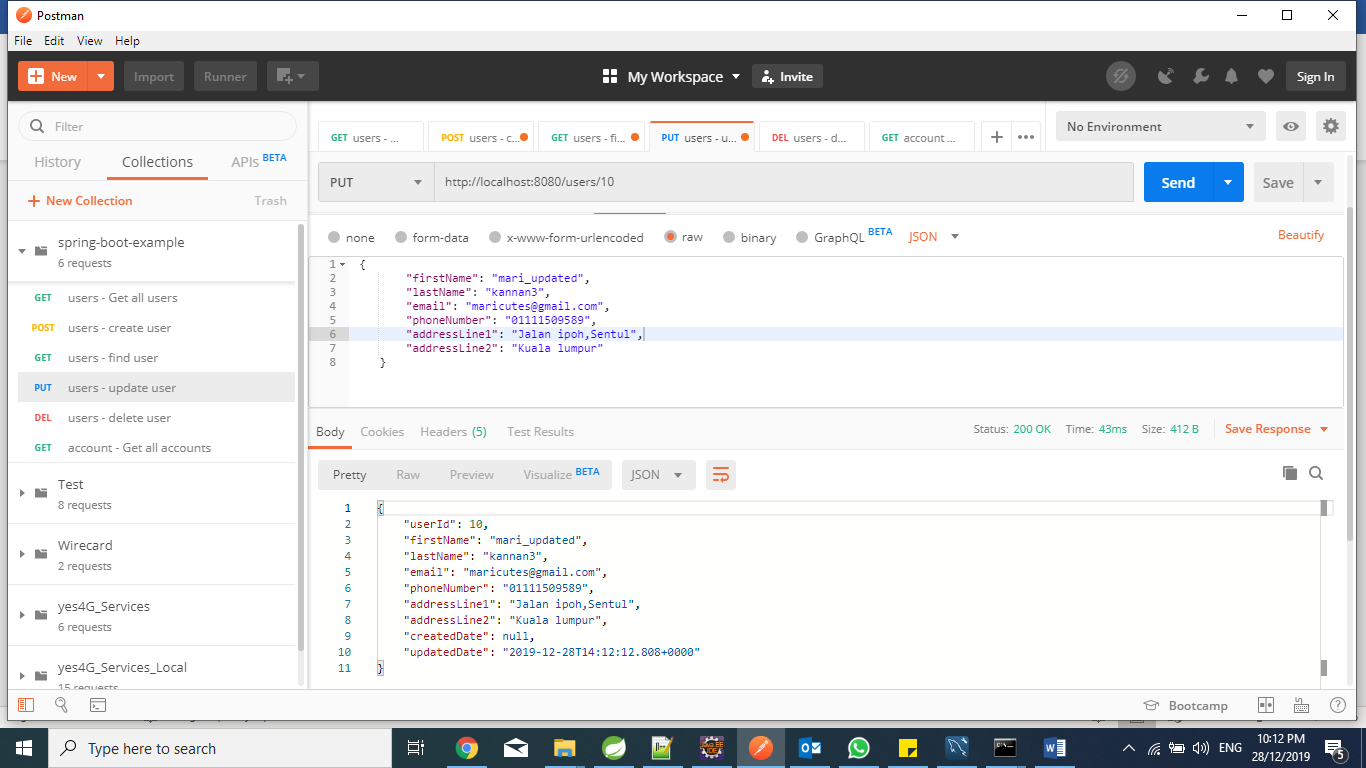 Postman
File Edit View Help
New Import Runner My Workspace Invite Sign In
Filter
History Collections APIs BETA
+ New Collection Trash
spring-boot-example
6 requests
GET users - Get all users
POST users - create user
GET users - find user
PUT users - update user
DEL users - delete user
GET account - Get all accounts
Test
8 requests
Wirecard
2 requests
yes4G_Services
6 requests
yes4G_Services_Local
15 requests
GET users - ... POST users - c... GET users - fi... PUT users - u... DEL users - d... GET account ... + ••• No Environment
PUT http://localhost:8080/users/10 Send Save
none form-data x-www-form-urlencoded raw binary GraphQL BETA JSON Beautify
1 {
2 "firstName": "mari_updated",
3 "lastName": "kannan3",
4 "email": "maricutes@gmail.com",
5 "phoneNumber": "01111509589",
6 "addressLine1": "Jalan ipoh,Sentul",
7 "addressLine2": "Kuala lumpur"
8 }
Body Cookies Headers (5) Test Results Status: 200 OK Time: 43ms Size: 412 B Save Response
Pretty Raw Preview Visualize BETA JSON
1 {
2 "userId": 10,
3 "firstName": "mari_updated",
4 "lastName": "kannan3",
5 "email": "maricutes@gmail.com",
6 "phoneNumber": "01111509589",
7 "addressLine1": "Jalan ipoh,Sentul",
8 "addressLine2": "Kuala lumpur",
9 "createdDate": null,
10 "updatedDate": "2019-12-28T14:12:12.808+0000"
11 }
Bootcamp
Type here to search
ENG
10:12 PM
28/12/2019
5